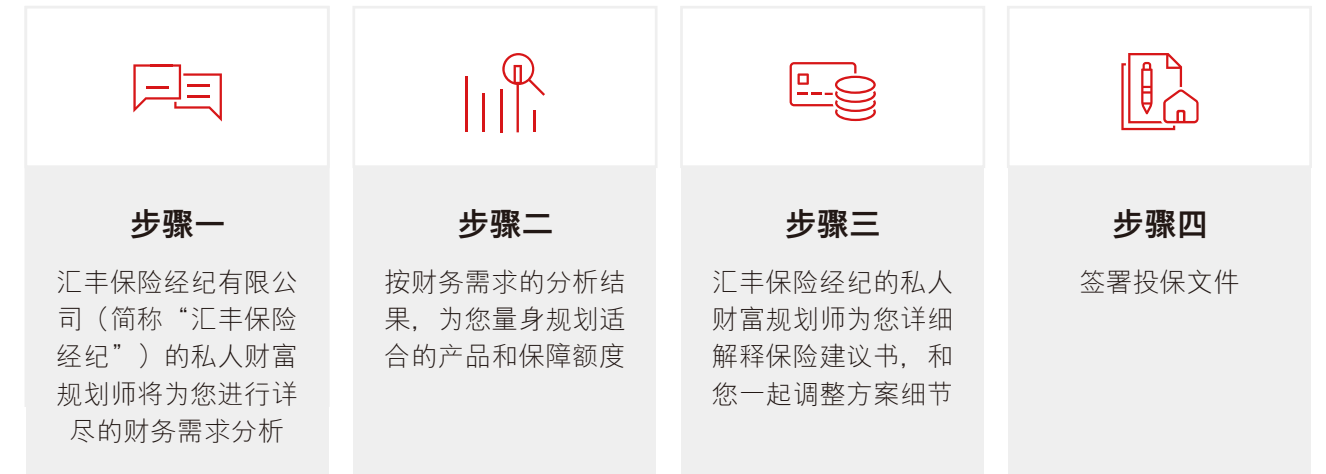 步骤一
汇丰保险经纪有限公
司（简称“汇丰保险
经纪”）的私人财富
规划师将为您进行详
尽的财务需求分析
步骤二
按财务需求的分析结
果，为您量身规划适
合的产品和保障额度
步骤三
汇丰保险经纪的私人
财富规划师为您详细
解释保险建议书，和
您一起调整方案细节
步骤四
签署投保文件